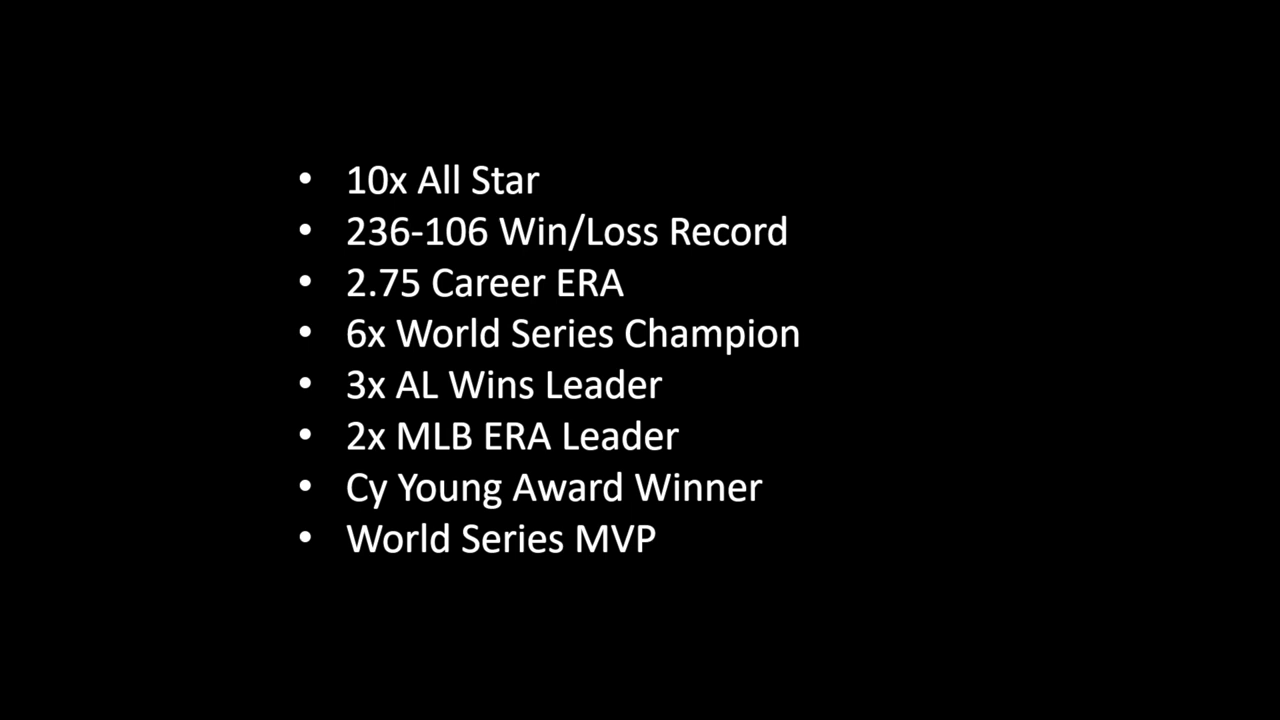 • 10x All Star
• 236-106 Win/Loss Record
• 2.75 Career ERA
• 6x World Series Champion
• 3x AL Wins Leader
• 2x MLB ERA Leader
• Cy Young Award Winner
• World Series MVP